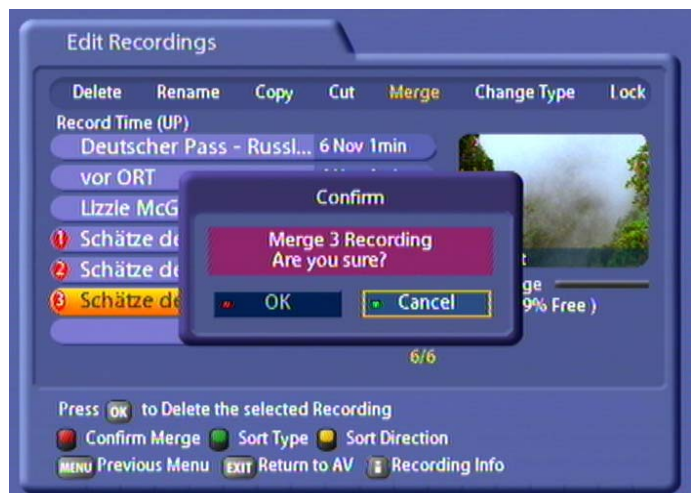 Edit Recordings
Delete Rename Copy Cut Merge Change Type Lock
Record Time (UP)
Deutscher Pass - Russl... 6 Nov 1min
vor ORT
Lizzie McG
1 Schätze de
2 Schätze de
3 Schätze de
Confirm
Merge 3 Recording
Are you sure?
OK Cancel
9% Free )
6/6
Press OK to Delete the selected Recording
Confirm Merge Sort Type Sort Direction
MENU Previous Menu EXIT Return to AV i Recording Info